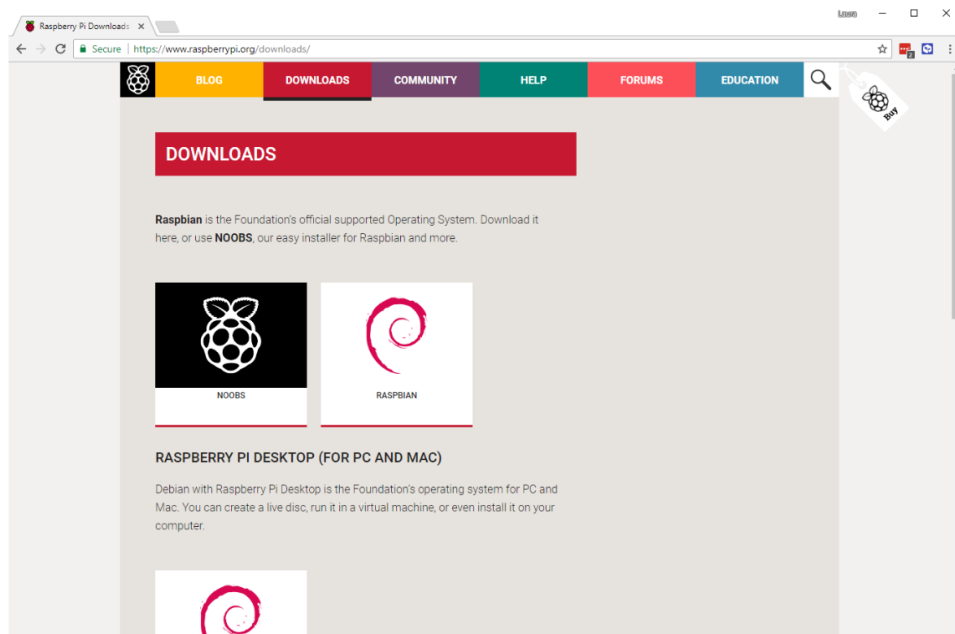 Laura
Raspberry Pi Downloads
Secure | https://www.raspberrypi.org/downloads/
2
BLOG DOWNLOADS COMMUNITY HELP FORUMS EDUCATION
Buy
DOWNLOADS
Raspbian is the Foundation's official supported Operating System. Download it
here, or use NOOBS, our easy installer for Raspbian and more.
NOOBS RASPBIAN
RASPBERRY PI DESKTOP (FOR PC AND MAC)
Debian with Raspberry Pi Desktop is the Foundation's operating system for PC and
Mac. You can create a live disc, run it in a virtual machine, or even install it on your
computer.